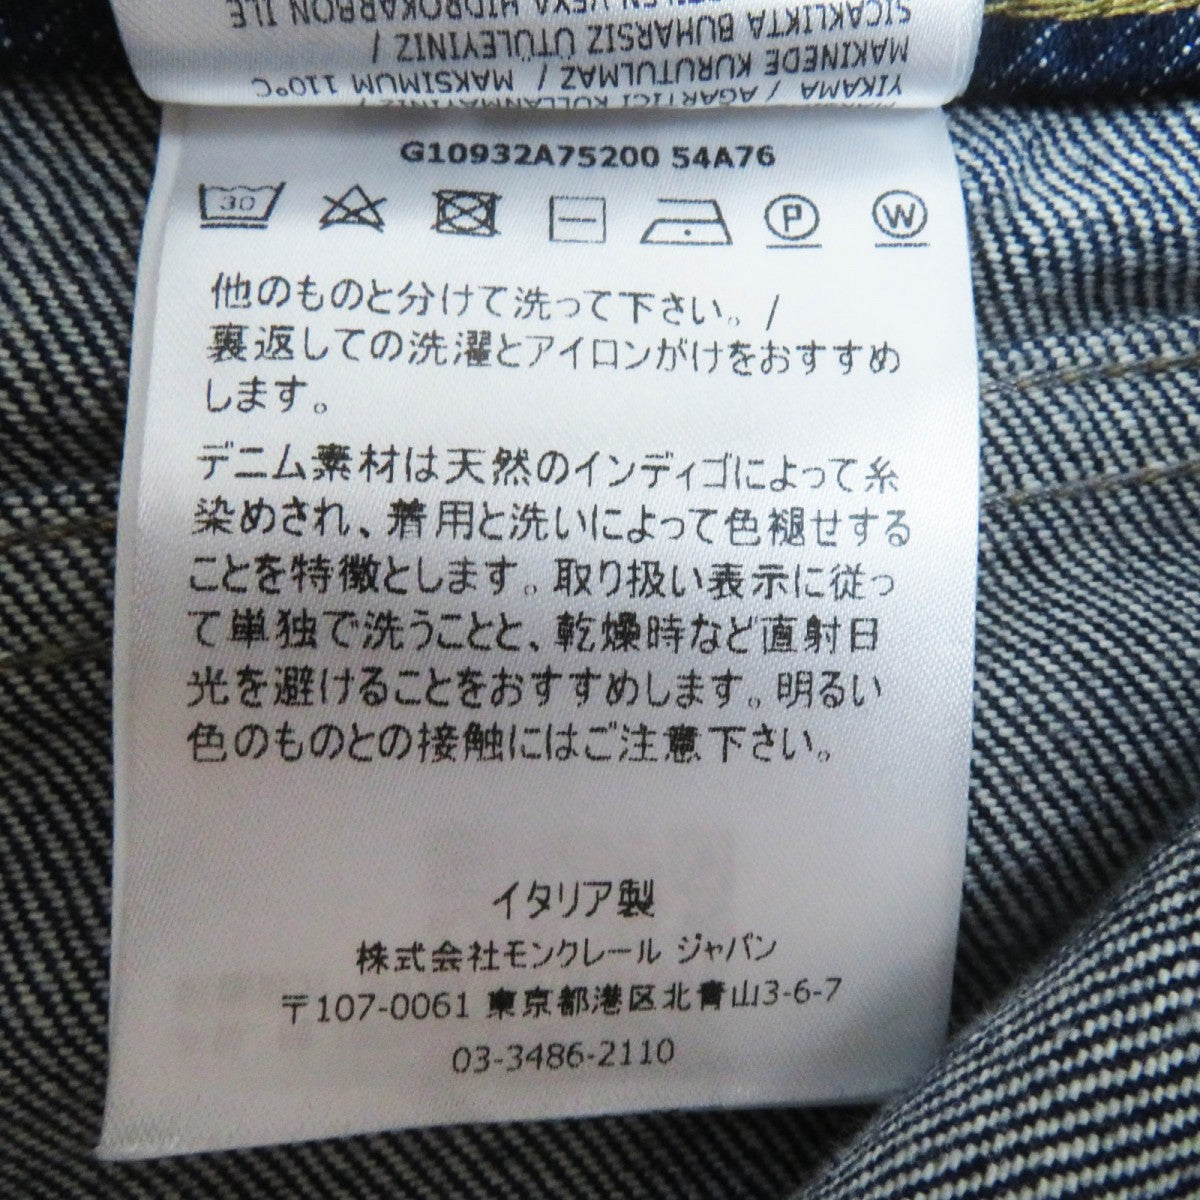 YIKAMA / AĞARTICI KULLANMAYINIZ /
MAKİNEDE KURUTULMAZ / MAKSIMUM 110°C
SICAKLIKTA BUHARSIZ ÜTÜLEYİNİZ /
VEYA HİDROKARBON İLE
G10932A75200 54A76
30
P
W
他のものと分けて洗って下さい。/
裏返しての洗濯とアイロンがけをおすすめ
します。
デニム素材は天然のインディゴによって糸
染めされ、着用と洗いによって色褪せする
ことを特徴とします。取り扱い表示に従っ
て単独で洗うことと、乾燥時など直射日
光を避けることをおすすめします。明るい
色のものとの接触にはご注意下さい。
イタリア製
株式会社モンクレール ジャパン
〒107-0061 東京都港区北青山3-6-7
03-3486-2110